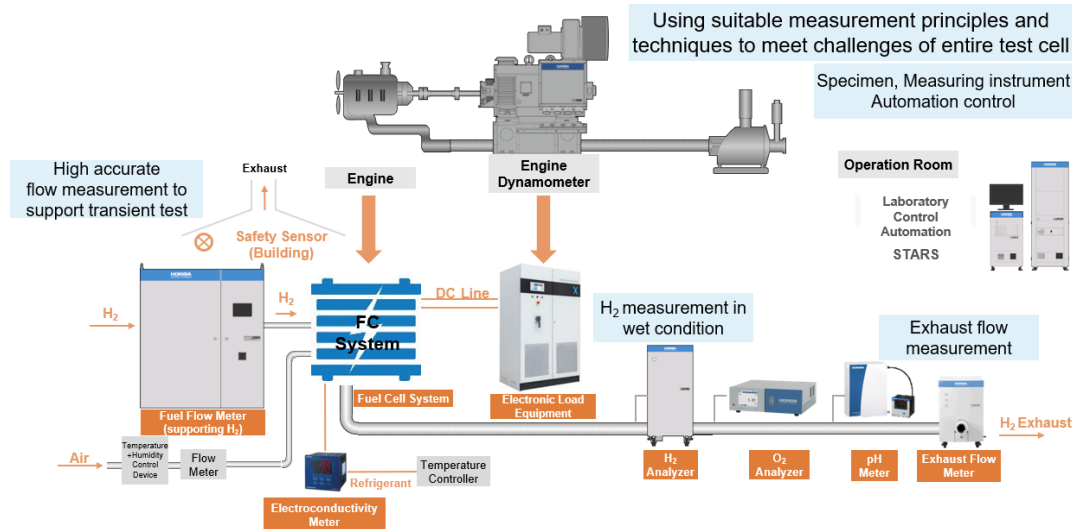 Using suitable measurement principles and
techniques to meet challenges of entire test cell
Specimen, Measuring instrument
Automation control
High accurate
flow measurement to
support transient test
Exhaust
Engine
Engine
Dynamometer
Operation Room
Laboratory
Control
Automation
STARS
Safety Sensor
(Building)
HORIBA
H₂
H₂
FC
System
DC Line
X
H₂ measurement in
wet condition
Exhaust flow
measurement
HORIBA
Fuel Flow Meter
(supporting H₂)
Fuel Cell System
Electronic Load
Equipment
H₂ Exhaust
Air
Temperature
+Humidity
Control
Device
Flow
Meter
Refrigerant
Temperature
Controller
H₂
Analyzer
O₂
Analyzer
pH
Meter
Exhaust Flow
Meter
Electroconductivity
Meter